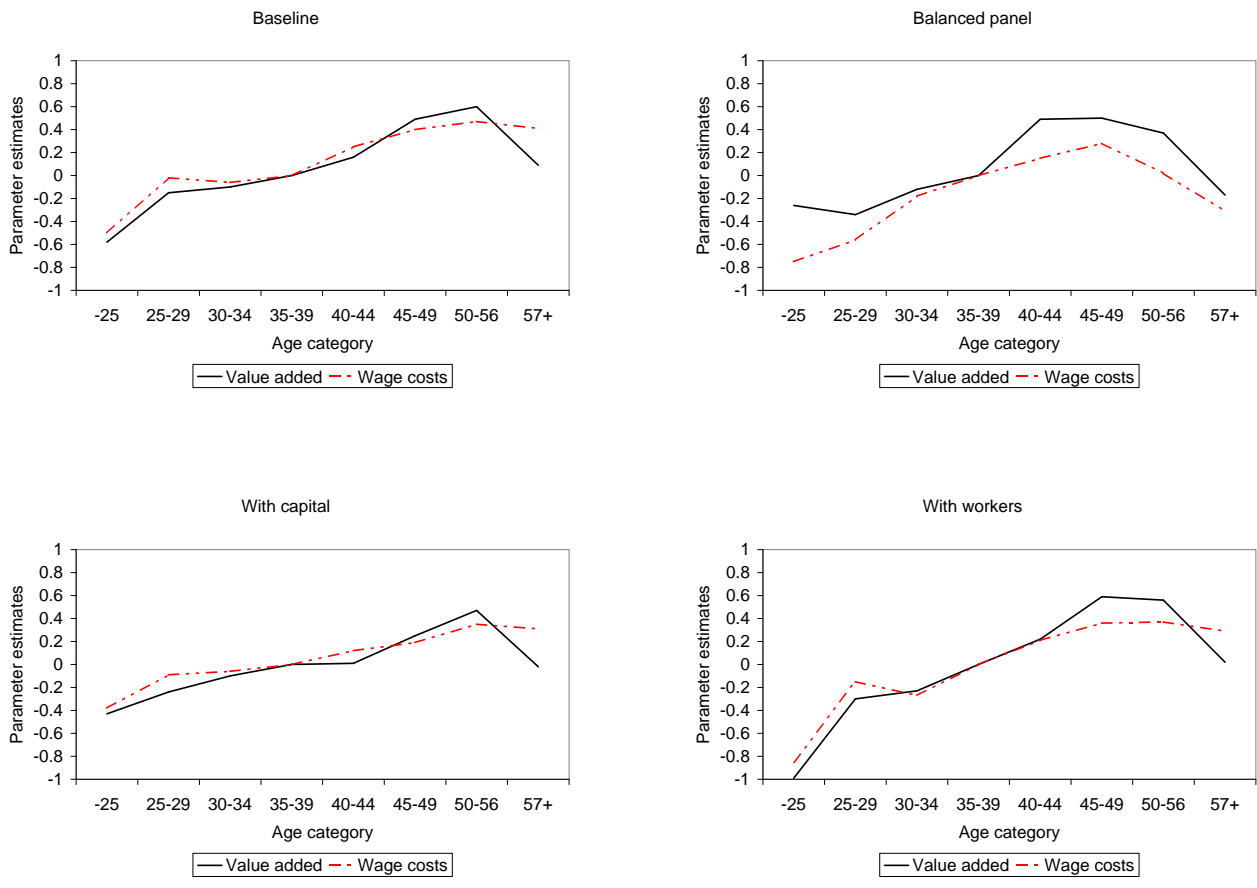 Baseline
1
0.8
0.6
0.4
0.2
0
-0.2
-0.4
-0.6
-0.8
-1
Parameter estimates
-25 25-29 30-34 35-39 40-44 45-49 50-56 57+
Age category
Value added Wage costs
Balanced panel
1
0.8
0.6
0.4
0.2
0
-0.2
-0.4
-0.6
-0.8
-1
Parameter estimates
-25 25-29 30-34 35-39 40-44 45-49 50-56 57+
Age category
Value added Wage costs
With capital
1
0.8
0.6
0.4
0.2
0
-0.2
-0.4
-0.6
-0.8
-1
Parameter estimates
-25 25-29 30-34 35-39 40-44 45-49 50-56 57+
Age category
Value added Wage costs
With workers
1
0.8
0.6
0.4
0.2
0
-0.2
-0.4
-0.6
-0.8
-1
Parameter estimates
-25 25-29 30-34 35-39 40-44 45-49 50-56 57+
Age category
Value added Wage costs